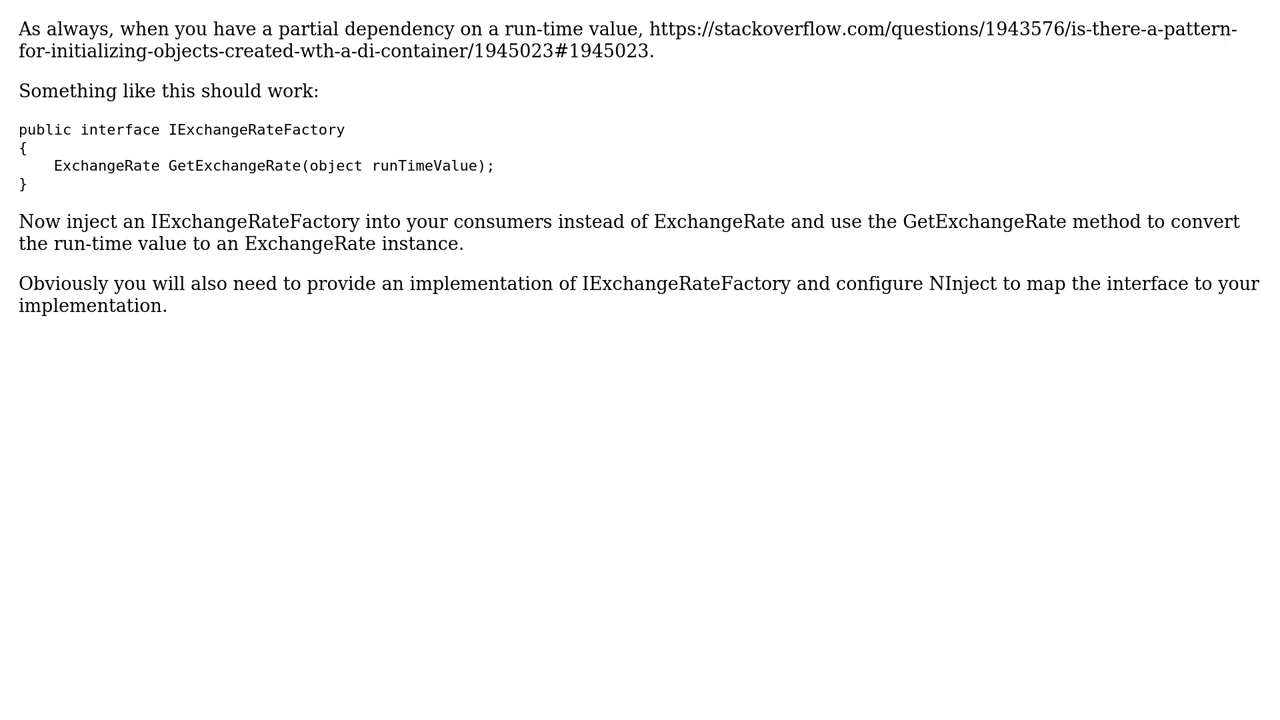 As always, when you have a partial dependency on a run-time value, https://stackoverflow.com/questions/1943576/is-there-a-pattern-
for-initializing-objects-created-wth-a-di-container/1945023#1945023.
Something like this should work:
public interface IExchangeRateFactory
{
    ExchangeRate GetExchangeRate(object runTimeValue);
}
Now inject an IExchangeRateFactory into your consumers instead of ExchangeRate and use the GetExchangeRate method to convert
the run-time value to an ExchangeRate instance.
Obviously you will also need to provide an implementation of IExchangeRateFactory and configure NInject to map the interface to your
implementation.